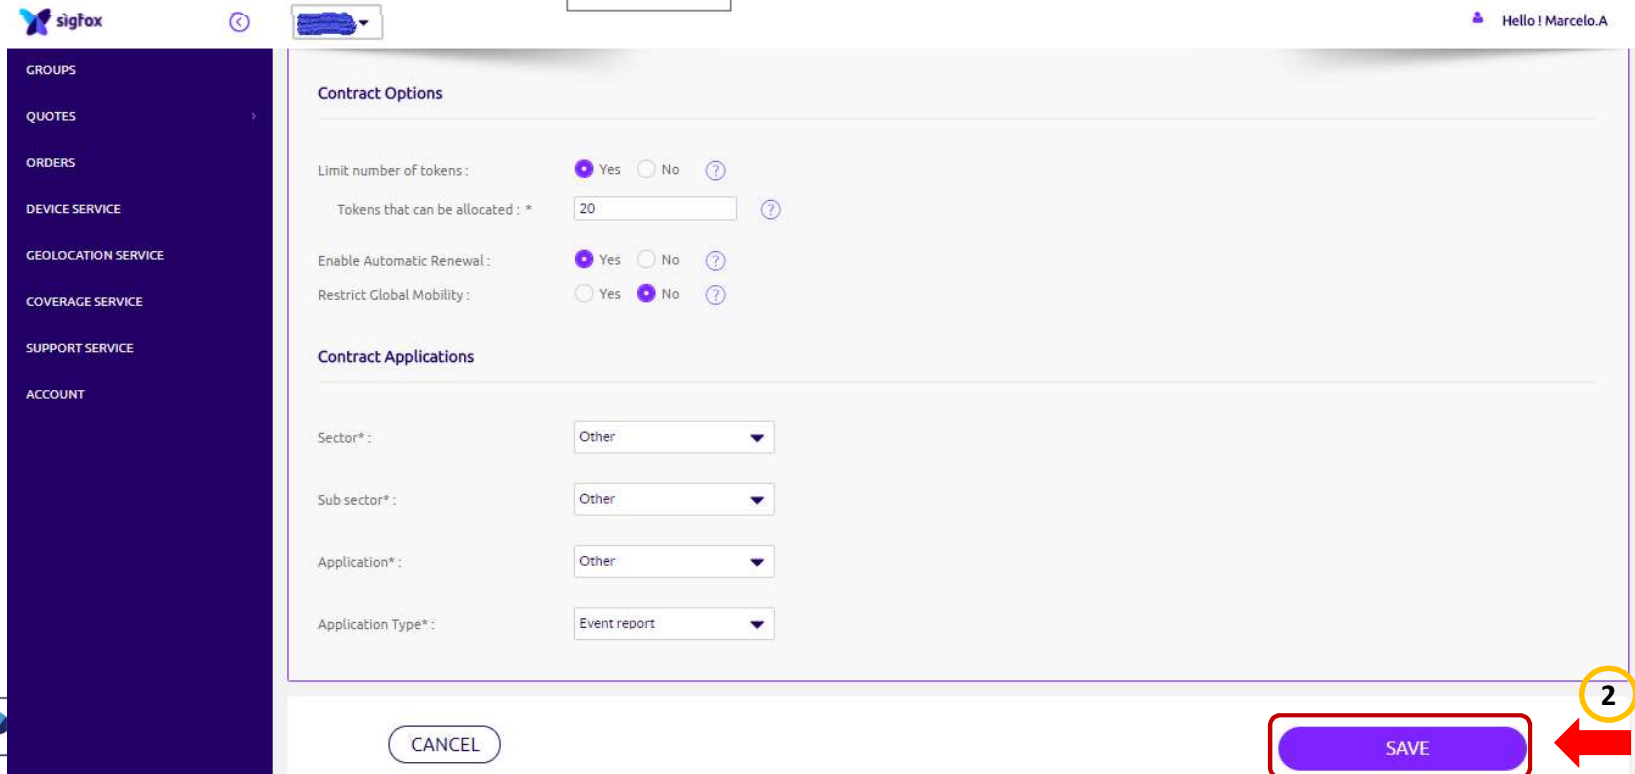 sigfox
Hello ! Marcelo.A
GROUPS
QUOTES
ORDERS
DEVICE SERVICE
GEOLOCATION SERVICE
COVERAGE SERVICE
SUPPORT SERVICE
ACCOUNT
Contract Options
Limit number of tokens : Yes No ?
Tokens that can be allocated : * 20 ?
Enable Automatic Renewal : Yes No ?
Restrict Global Mobility : Yes No ?
Contract Applications
Sector* : Other
Sub sector* : Other
Application* : Other
Application Type* : Event report
2
CANCEL
SAVE